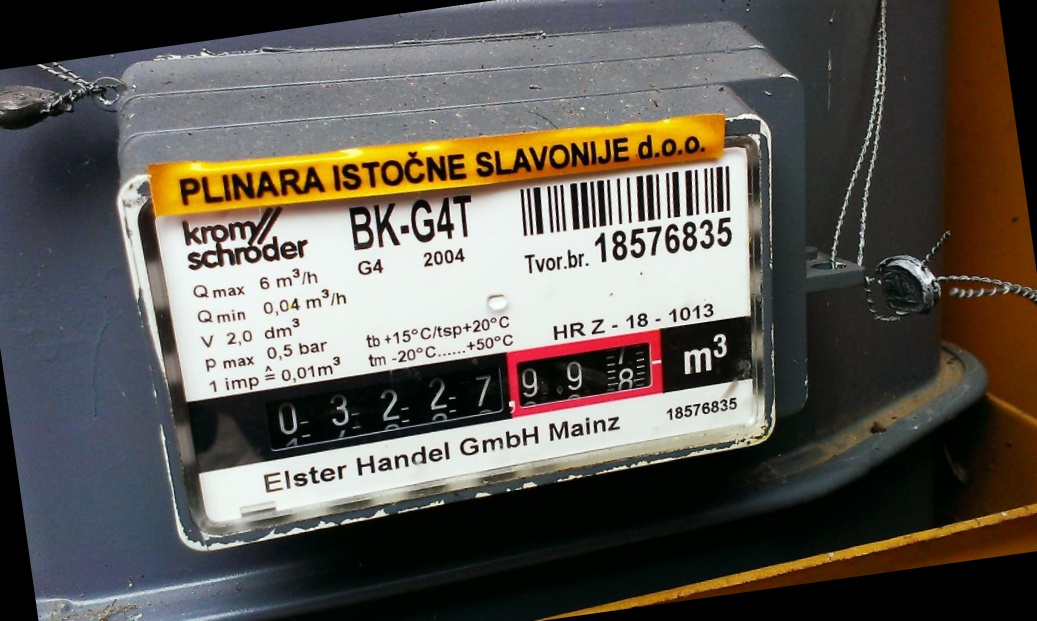 PLINARA ISTOČNE SLAVONIJE d.o.o.
krom//
schröder
BK-G4T
G4 2004
Tvor.br. 18576835
Q max 6 m³/h
Q min 0,04 m³/h
V 2,0 dm³
p max 0,5 bar
1 imp ≙ 0,01m³
tb +15°C/tsp+20°C
tm -20°C......+50°C
HR Z - 18 - 1013
0 3 2 2 7 , 9 9 8 m³
Elster Handel GmbH Mainz
18576835